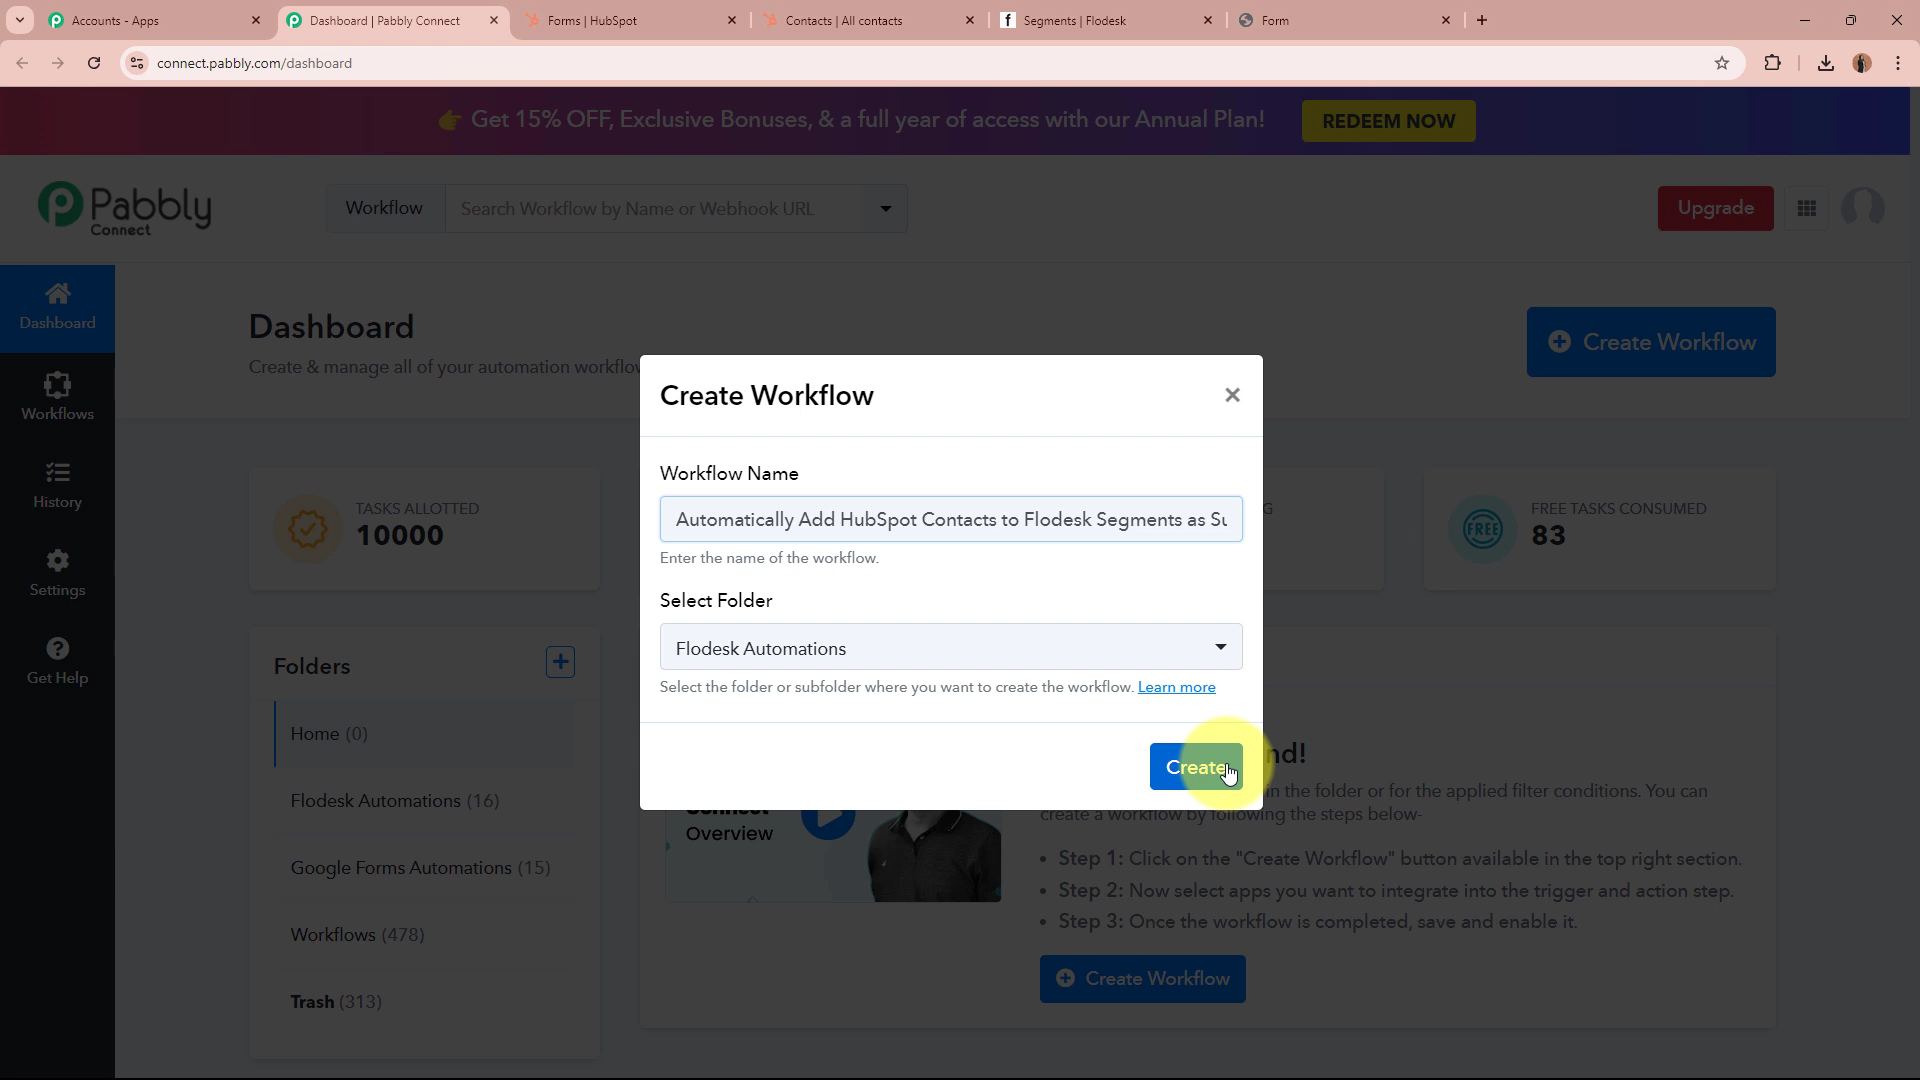 Accounts - Apps
Dashboard | Pabbly Connect
Forms | HubSpot
Contacts | All contacts
Segments | Flodesk
Form
connect.pabbly.com/dashboard
👉 Get 15% OFF, Exclusive Bonuses, & a full year of access with our Annual Plan!
REDEEM NOW
Pabbly
Connect
Workflow
Search Workflow by Name or Webhook URL
Upgrade
Dashboard
Workflows
History
Settings
Get Help
Dashboard
Create & manage all of your automation
Create Workflow
TASKS ALLOTTED
10000
FREE TASKS CONSUMED
FREE
83
Folders
Home (0)
Flodesk Automations (16)
Google Forms Automations (15)
Workflows (478)
Trash (313)
Create Workflow
Workflow Name
Automatically Add HubSpot Contacts to Flodesk Segments as Su
Enter the name of the workflow.
Select Folder
Flodesk Automations
Select the folder or subfolder where you want to create the workflow. Learn more
Create
Overview
the folder or for the applied filter conditions. You can
create a workflow by following the steps below-
• Step 1: Click on the "Create Workflow" button available in the top right section.
• Step 2: Now select apps you want to integrate into the trigger and action step.
• Step 3: Once the workflow is completed, save and enable it.
Create Workflow